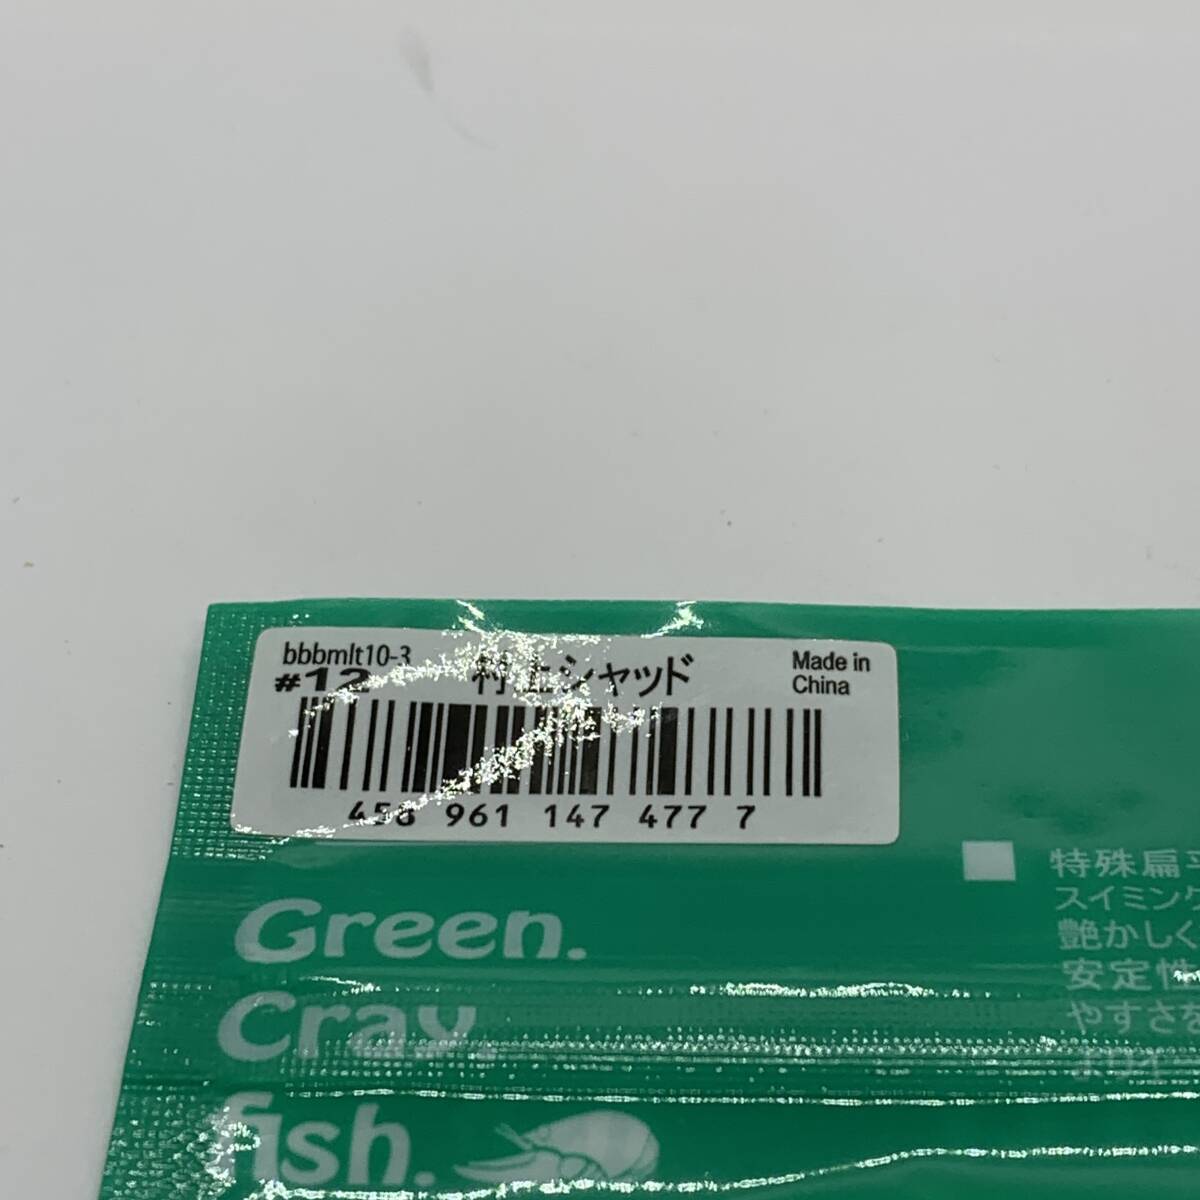 bbbmlt10-3
#12
村上シャッド
Made in
China
458 961 147 477 7
Green.
Cray.
fish.
特殊扁平
スイミング
艶かしく
安定性
やすさを